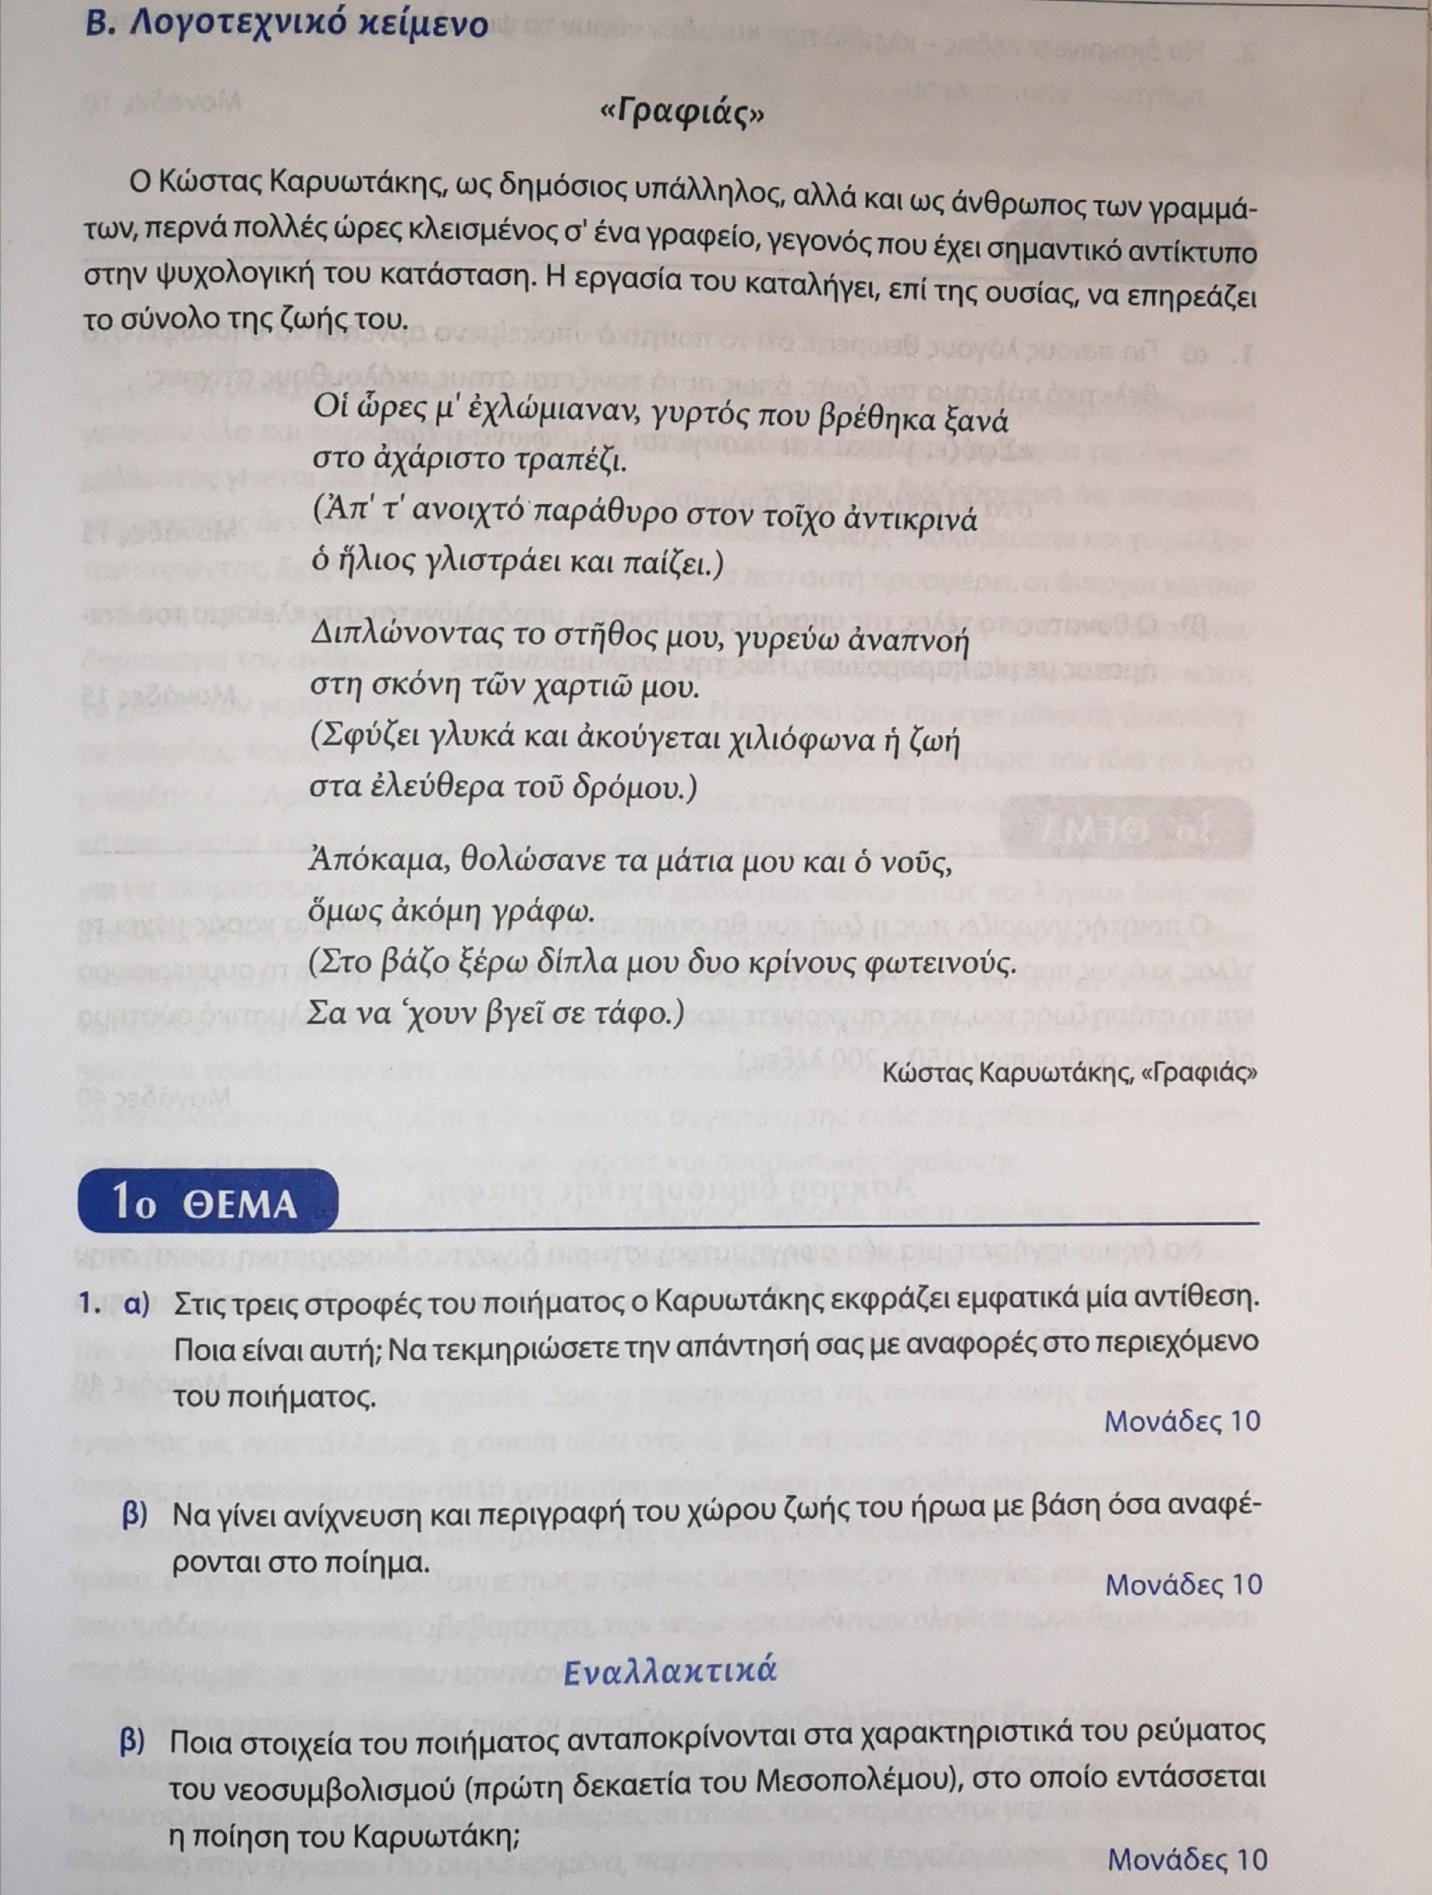 Β. Λογοτεχνικό κείμενο
«Γραφιάς»
Ο Κώστας Καρυωτάκης, ως δημόσιος υπάλληλος, αλλά και ως άνθρωπος των γραμμά-
των, περνά πολλές ώρες κλεισμένος σ' ένα γραφείο, γεγονός που έχει σημαντικό αντίκτυπο
στην ψυχολογική του κατάσταση. Η εργασία του καταλήγει, επί της ουσίας, να επηρεάζει
το σύνολο της ζωής του.
Οἱ ὧρες μ' ἐχλώμιαναν, γυρτός που βρέθηκα ξανά
στο ἀχάριστο τραπέζι.
(Ἀπ' τ' ανοιχτό παράθυρο στον τοῖχο ἀντικρινά
ὁ ἥλιος γλιστράει και παίζει.)
Διπλώνοντας το στῆθος μου, γυρεύω ἀναπνοή
στη σκόνη τῶν χαρτιῶ μου.
(Σφύζει γλυκά και ἀκούγεται χιλιόφωνα ἡ ζωή
στα ἐλεύθερα τοῦ δρόμου.)
Ἀπόκαμα, θολώσανε τα μάτια μου και ὁ νοῦς,
ὅμως ἀκόμη γράφω.
(Στο βάζο ξέρω δίπλα μου δυο κρίνους φωτεινούς.
Σα να ‘χουν βγεῖ σε τάφο.)
Κώστας Καρυωτάκης, «Γραφιάς»
1ο ΘΕΜΑ
1. α) Στις τρεις στροφές του ποιήματος ο Καρυωτάκης εκφράζει εμφατικά μία αντίθεση.
Ποια είναι αυτή; Να τεκμηριώσετε την απάντησή σας με αναφορές στο περιεχόμενο
του ποιήματος.
Μονάδες 10
β) Να γίνει ανίχνευση και περιγραφή του χώρου ζωής του ήρωα με βάση όσα αναφέ-
ρονται στο ποίημα.
Μονάδες 10
Εναλλακτικά
β) Ποια στοιχεία του ποιήματος ανταποκρίνονται στα χαρακτηριστικά του ρεύματος
του νεοσυμβολισμού (πρώτη δεκαετία του Μεσοπολέμου), στο οποίο εντάσσεται
η ποίηση του Καρυωτάκη;
Μονάδες 10